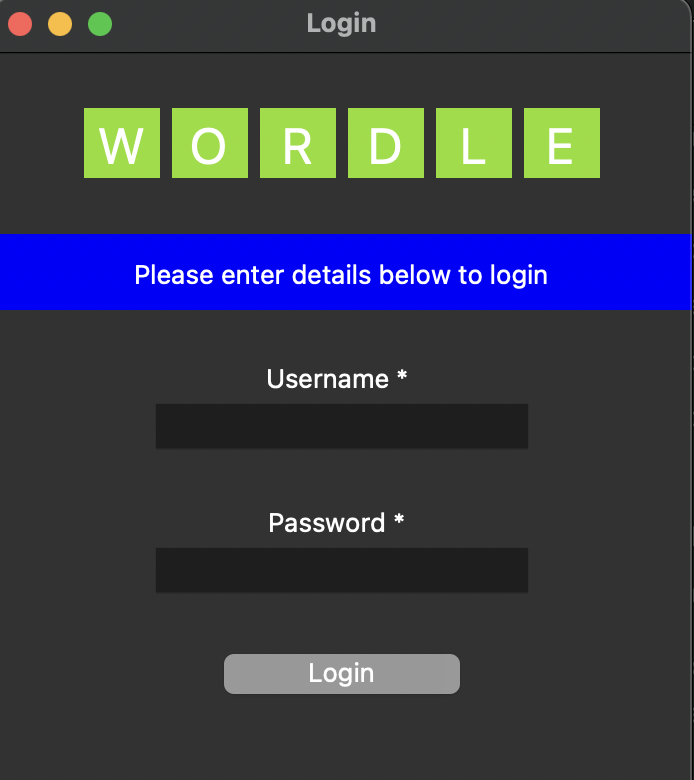 Login
W O R D L E
Please enter details below to login
Username *
Password *
Login